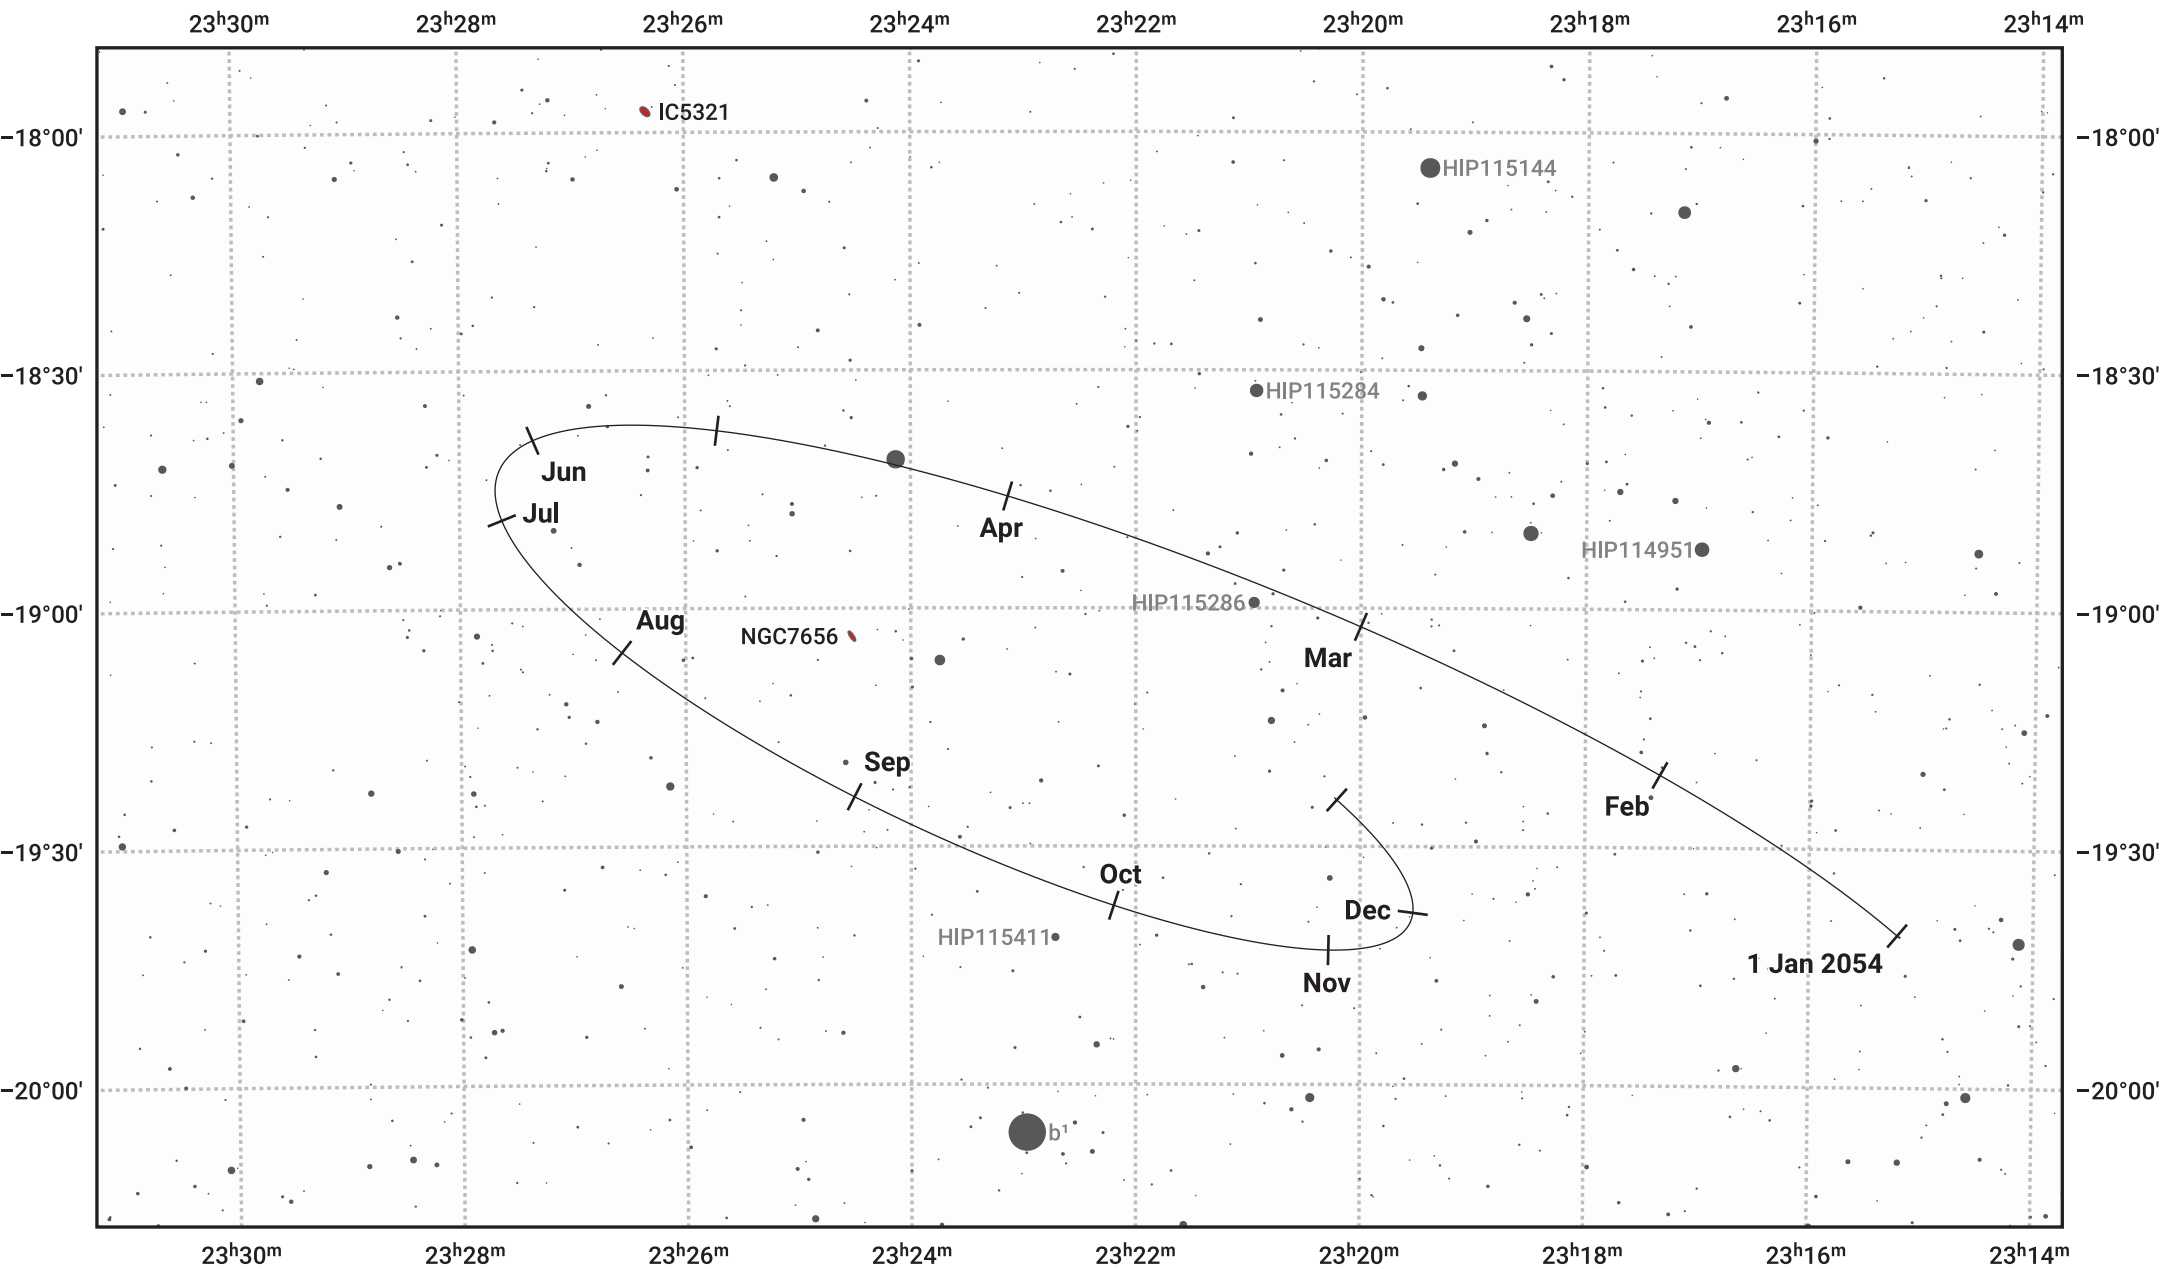 23ʰ30ᵐ 23ʰ28ᵐ 23ʰ26ᵐ 23ʰ24ᵐ 23ʰ22ᵐ 23ʰ20ᵐ 23ʰ18ᵐ 23ʰ16ᵐ 23ʰ14ᵐ
IC5321
−18°00' −18°00'
HIP115144
−18°30' −18°30'
HIP115284
Jun
Jul
Apr
HIP114951
HIP115286
−19°00' −19°00'
Aug
NGC7656
Mar
Sep
Feb
−19°30' −19°30'
Oct
Dec
HIP115411
1 Jan 2054
Nov
−20°00' −20°00'
b¹
23ʰ30ᵐ 23ʰ28ᵐ 23ʰ26ᵐ 23ʰ24ᵐ 23ʰ22ᵐ 23ʰ20ᵐ 23ʰ18ᵐ 23ʰ16ᵐ 23ʰ14ᵐ